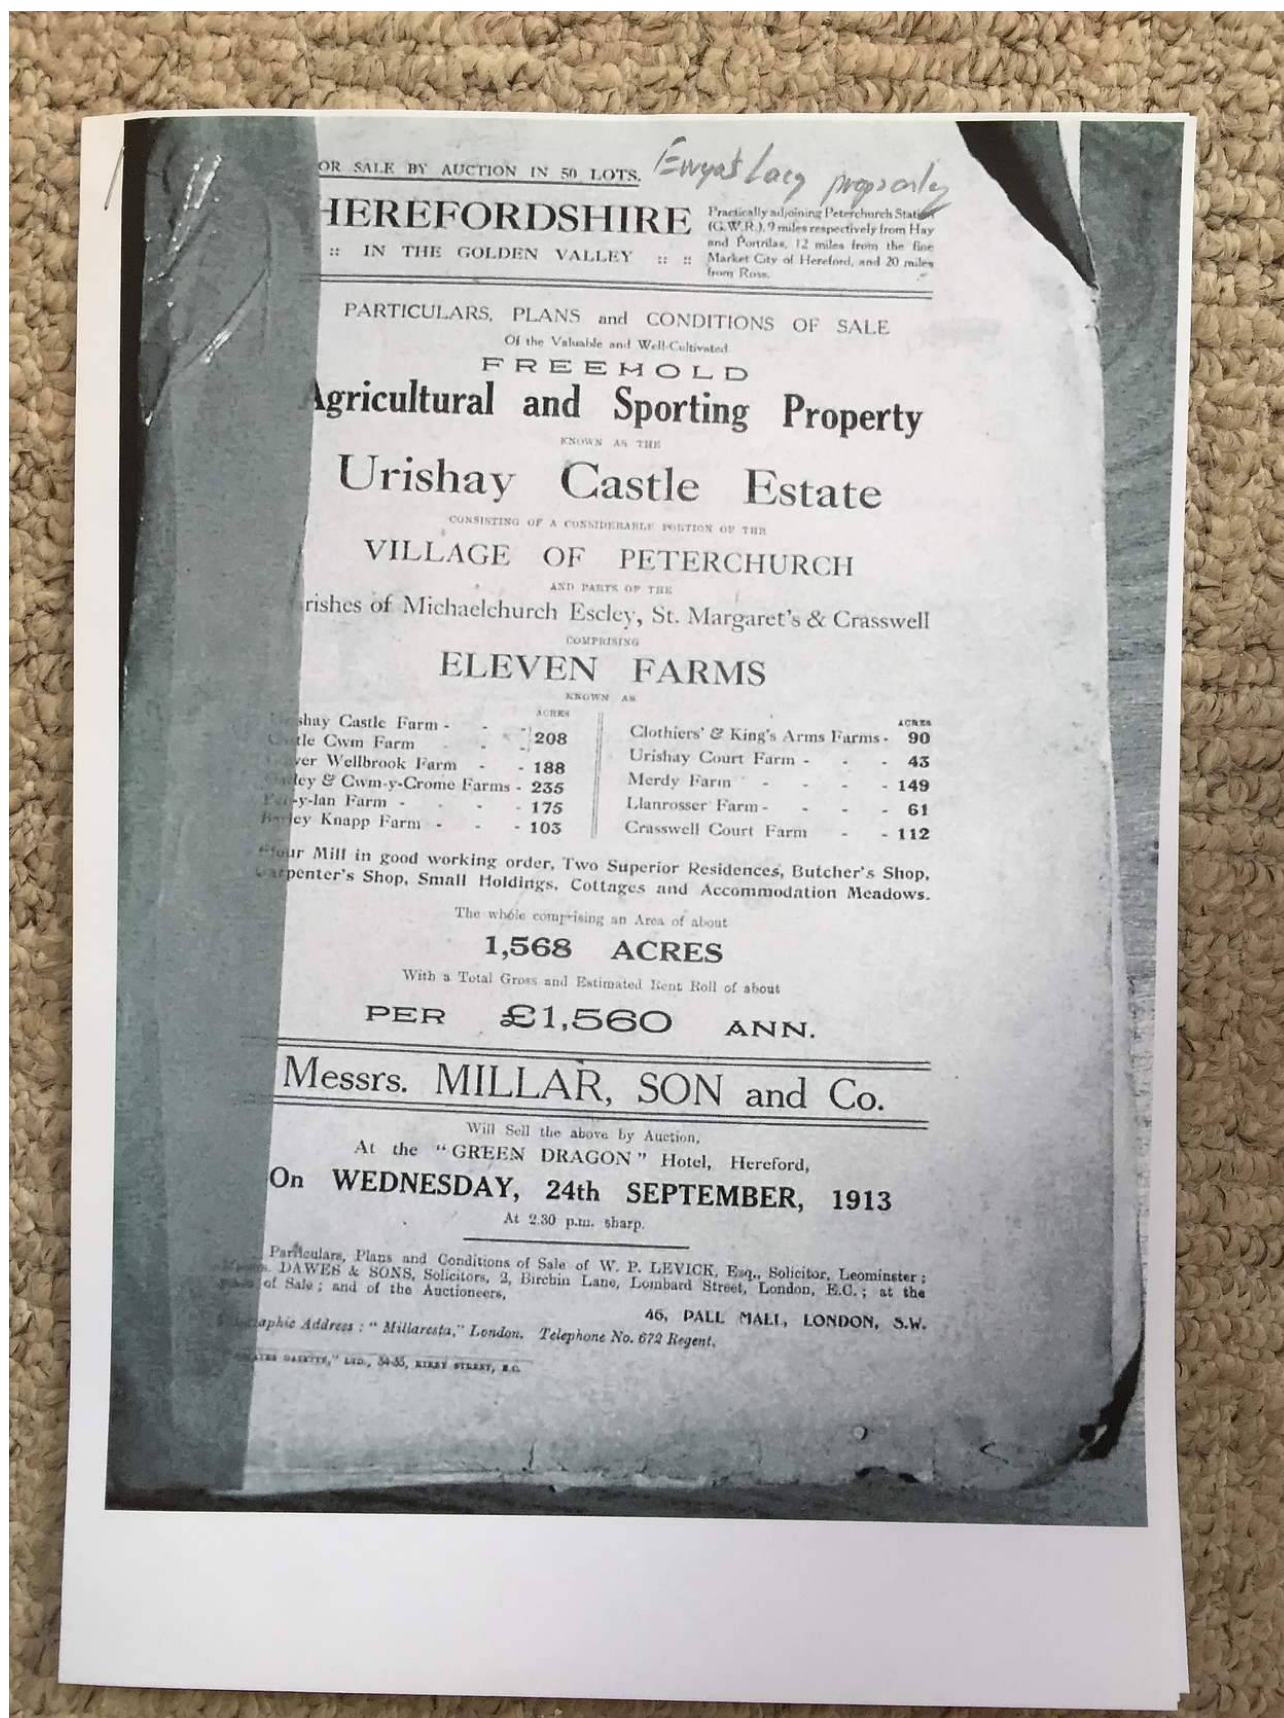 OR SALE BY AUCTION IN 50 LOTS.
Ewyas Lacy property
HEREFORDSHIRE
:: IN THE GOLDEN VALLEY :: ::
Practically adjoining Peterchurch Station
(G.W.R.), 9 miles respectively from Hay
and Pontrilas, 12 miles from the fine
Market City of Hereford, and 20 miles
from Ross.
PARTICULARS, PLANS and CONDITIONS OF SALE
Of the Valuable and Well-Cultivated
FREEHOLD
Agricultural and Sporting Property
KNOWN AS THE
Urishay Castle Estate
CONSISTING OF A CONSIDERABLE PORTION OF THE
VILLAGE OF PETERCHURCH
AND PARTS OF THE
rishes of Michaelchurch Escley, St. Margaret's & Crasswell
COMPRISING
ELEVEN FARMS
KNOWN AS
ACRES
shay Castle Farm -
tle Cwm Farm - - 208
ver Wellbrook Farm - - 188
ley & Cwm-y-Crome Farms - 235
-y-lan Farm - - - - 175
ey Knapp Farm - - - 103
ACRES
Clothiers' & King's Arms Farms - 90
Urishay Court Farm - - - 43
Merdy Farm - - - - 149
Llanrosser Farm - - - - 61
Crasswell Court Farm - - 112
Flour Mill in good working order, Two Superior Residences, Butcher's Shop,
Carpenter's Shop, Small Holdings, Cottages and Accommodation Meadows.
The whole comprising an Area of about
1,568 ACRES
With a Total Gross and Estimated Rent Roll of about
PER £1,560 ANN.
Messrs. MILLAR, SON and Co.
Will Sell the above by Auction,
At the "GREEN DRAGON" Hotel, Hereford,
On WEDNESDAY, 24th SEPTEMBER, 1913
At 2.30 p.m. sharp.
Particulars, Plans and Conditions of Sale of W. P. LEVICK, Esq., Solicitor, Leominster;
DAWES & SONS, Solicitors, 2, Birchin Lane, Lombard Street, London, E.C.; at the
of Sale; and of the Auctioneers,
46, PALL MALL, LONDON, S.W.
aphic Address: "Millaresta," London. Telephone No. 672 Regent.
GAZETTE," LTD., 34-35, KIRBY STREET, E.C.